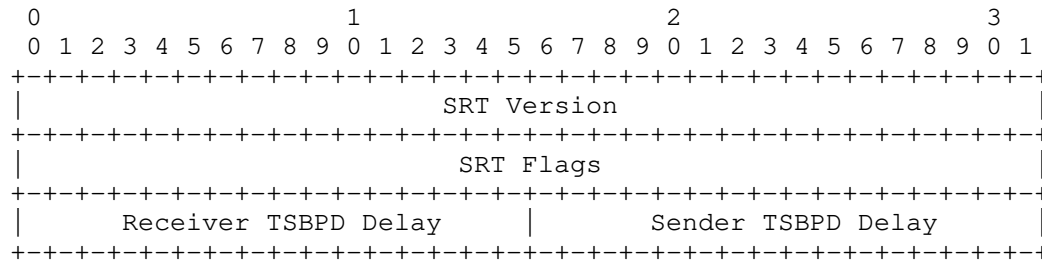 0                   1                   2                   3
 0 1 2 3 4 5 6 7 8 9 0 1 2 3 4 5 6 7 8 9 0 1 2 3 4 5 6 7 8 9 0 1
+-+-+-+-+-+-+-+-+-+-+-+-+-+-+-+-+-+-+-+-+-+-+-+-+-+-+-+-+-+-+-+-+
|                          SRT Version                          |
+-+-+-+-+-+-+-+-+-+-+-+-+-+-+-+-+-+-+-+-+-+-+-+-+-+-+-+-+-+-+-+-+
|                           SRT Flags                           |
+-+-+-+-+-+-+-+-+-+-+-+-+-+-+-+-+-+-+-+-+-+-+-+-+-+-+-+-+-+-+-+-+
|      Receiver TSBPD Delay     |       Sender TSBPD Delay      |
+-+-+-+-+-+-+-+-+-+-+-+-+-+-+-+-+-+-+-+-+-+-+-+-+-+-+-+-+-+-+-+-+